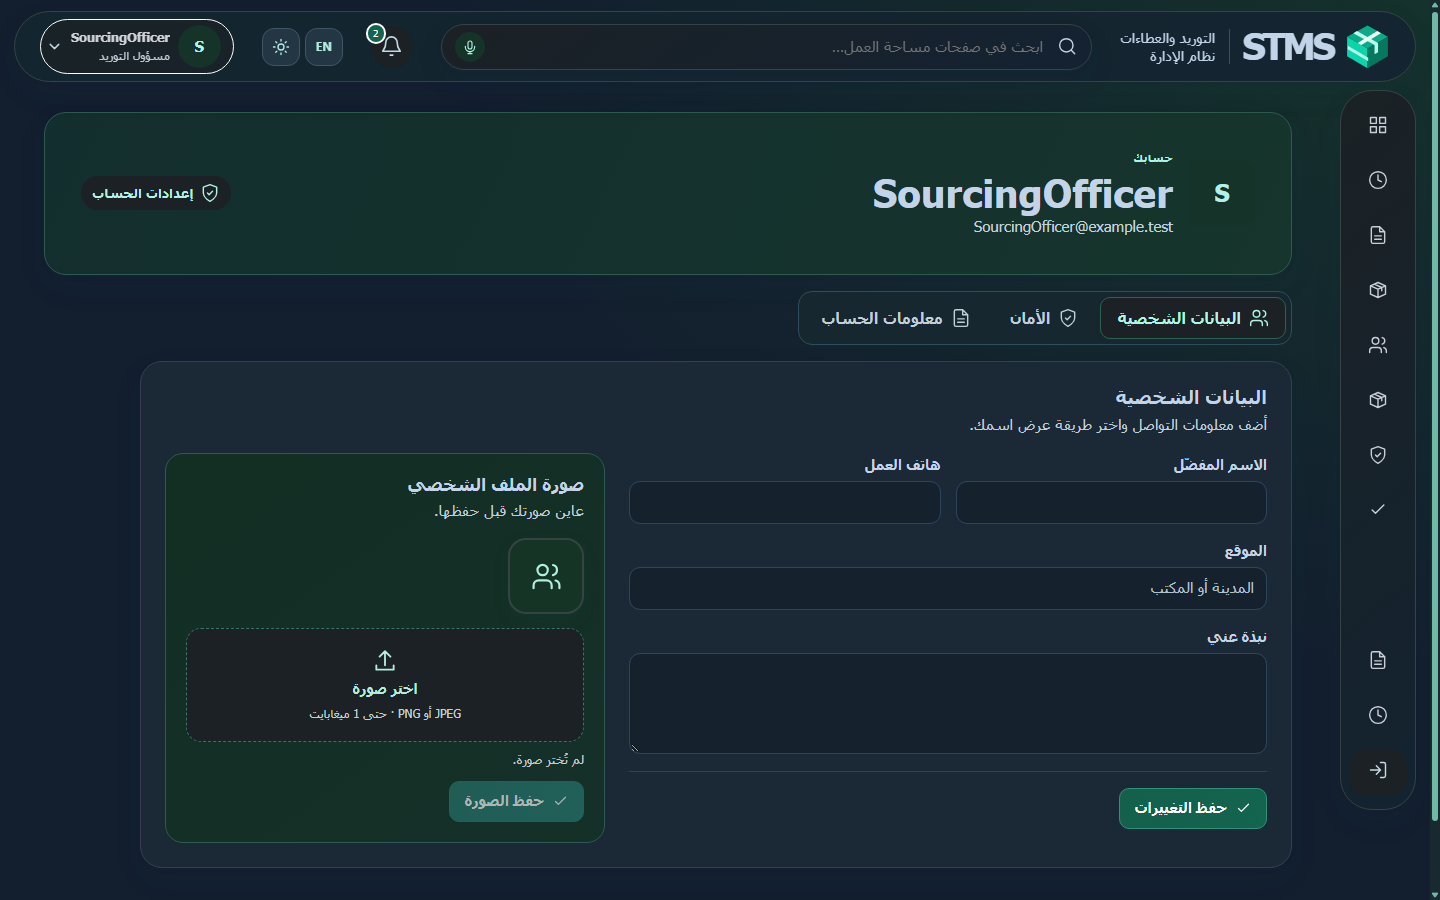 STMS
التوريد والعطاءات
نظام الإدارة
ابحث في صفحات مساحة العمل...
2
EN
SourcingOfficer
مسؤول التوريد
S
حسابك
SourcingOfficer
SourcingOfficer@example.test
S
إعدادات الحساب
البيانات الشخصية
الأمان
معلومات الحساب
البيانات الشخصية
أضف معلومات التواصل واختر طريقة عرض اسمك.
الاسم المفضّل
هاتف العمل
الموقع
المدينة أو المكتب
نبذة عني
حفظ التغييرات
صورة الملف الشخصي
عاين صورتك قبل حفظها.
اختر صورة
JPEG أو PNG · حتى 1 ميغابايت
لم تُختر صورة.
حفظ الصورة